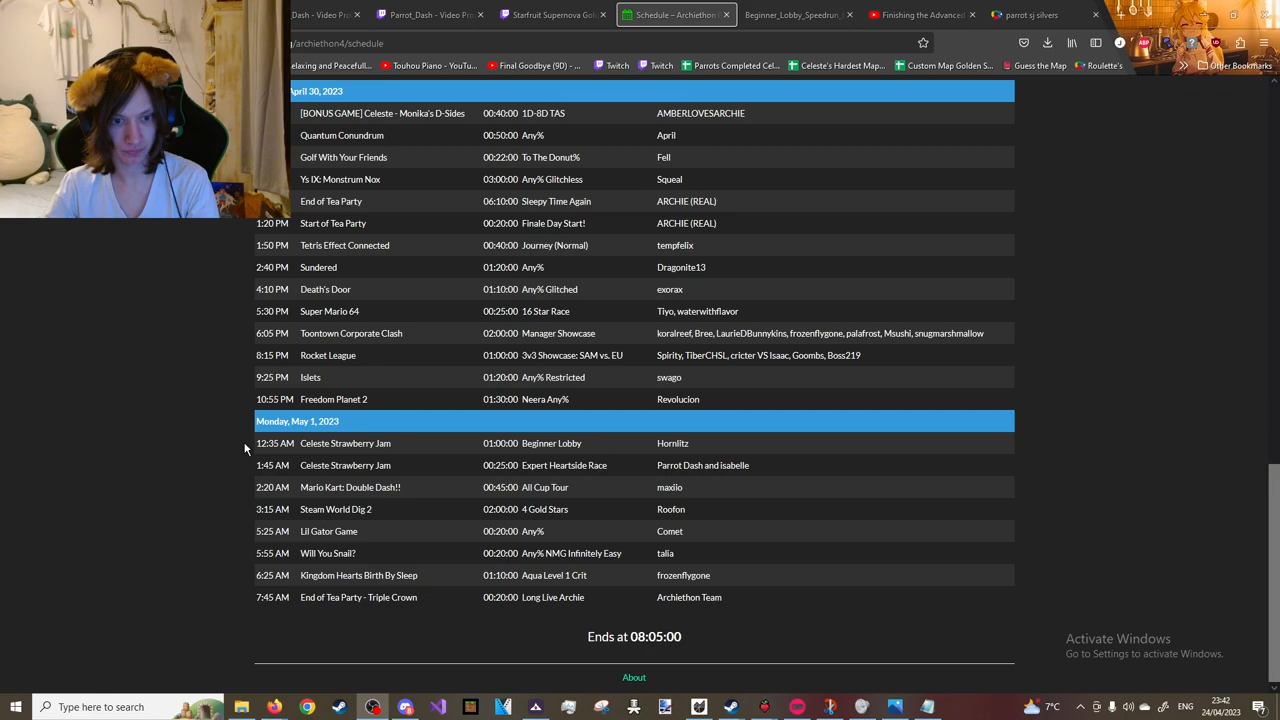 _Dash - Video Pro
Parrot_Dash - Video Pro
Starfruit Supernova Gol
Schedule – Archiethon
Beginner_Lobby_Speedrun_
Finishing the Advanced
parrot sj silvers
g/archiethon4/schedule
elaxing and Peacefull...
Touhou Piano - YouTu...
Final Goodbye (9D) - ...
Twitch
Twitch
Parrots Completed Cel...
Celeste's Hardest Map...
Custom Map Golden S...
Guess the Map
Roulette's
Other Bookmarks
April 30, 2023
[BONUS GAME] Celeste - Monika's D-Sides 00:40:00 1D-8D TAS AMBERLOVESARCHIE
Quantum Conundrum 00:50:00 Any% April
Golf With Your Friends 00:22:00 To The Donut% Fell
Ys IX: Monstrum Nox 03:00:00 Any% Glitchless Squeal
End of Tea Party 06:10:00 Sleepy Time Again ARCHIE (REAL)
1:20 PM Start of Tea Party 00:20:00 Finale Day Start! ARCHIE (REAL)
1:50 PM Tetris Effect Connected 00:40:00 Journey (Normal) tempfelix
2:40 PM Sundered 01:20:00 Any% Dragonite13
4:10 PM Death's Door 01:10:00 Any% Glitched exorax
5:30 PM Super Mario 64 00:25:00 16 Star Race Tiyo, waterwithflavor
6:05 PM Toontown Corporate Clash 02:00:00 Manager Showcase koralreef, Bree, LaurieDBunnykins, frozenflygone, palafrost, Msushi, snugmarshmallow
8:15 PM Rocket League 01:00:00 3v3 Showcase: SAM vs. EU Spirity, TiberCHSL, cricter VS Isaac, Goombs, Boss219
9:25 PM Islets 01:20:00 Any% Restricted swago
10:55 PM Freedom Planet 2 01:30:00 Neera Any% Revolucion
Monday, May 1, 2023
12:35 AM Celeste Strawberry Jam 01:00:00 Beginner Lobby Hornlitz
1:45 AM Celeste Strawberry Jam 00:25:00 Expert Heartside Race Parrot Dash and isabelle
2:20 AM Mario Kart: Double Dash!! 00:45:00 All Cup Tour maxiio
3:15 AM Steam World Dig 2 02:00:00 4 Gold Stars Roofon
5:25 AM Lil Gator Game 00:20:00 Any% Comet
5:55 AM Will You Snail? 00:20:00 Any% NMG Infinitely Easy talia
6:25 AM Kingdom Hearts Birth By Sleep 01:10:00 Aqua Level 1 Crit frozenflygone
7:45 AM End of Tea Party - Triple Crown 00:20:00 Long Live Archie Archiethon Team
Ends at 08:05:00
About
Activate Windows
Go to Settings to activate Windows.
Type here to search
7°C
ENG
23:42
24/04/2023